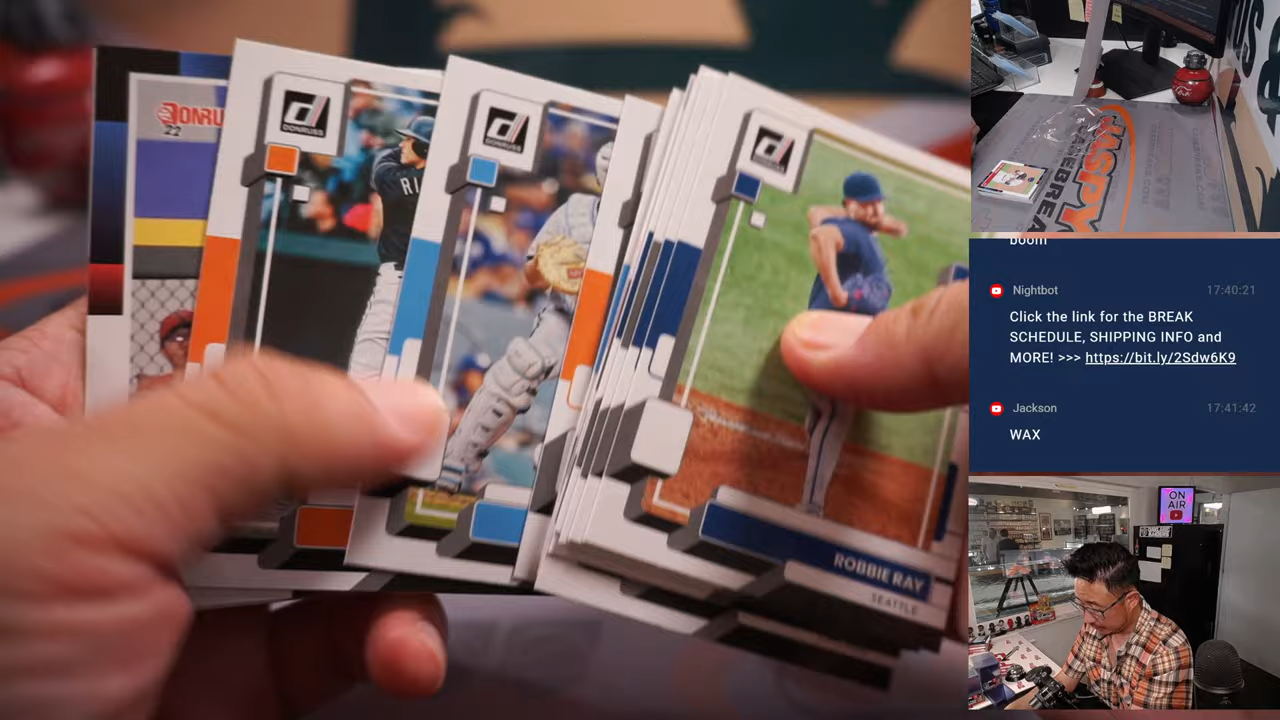 DONRUSS
22
DONRUSS
DONRUSS
ROBBIE RAY
SEATTLE
JASPY
boom
Nightbot
17:40:21
Click the link for the BREAK
SCHEDULE, SHIPPING INFO and
MORE! >>> https://bit.ly/2Sdw6K9
Jackson
17:41:42
WAX
ON
AIR